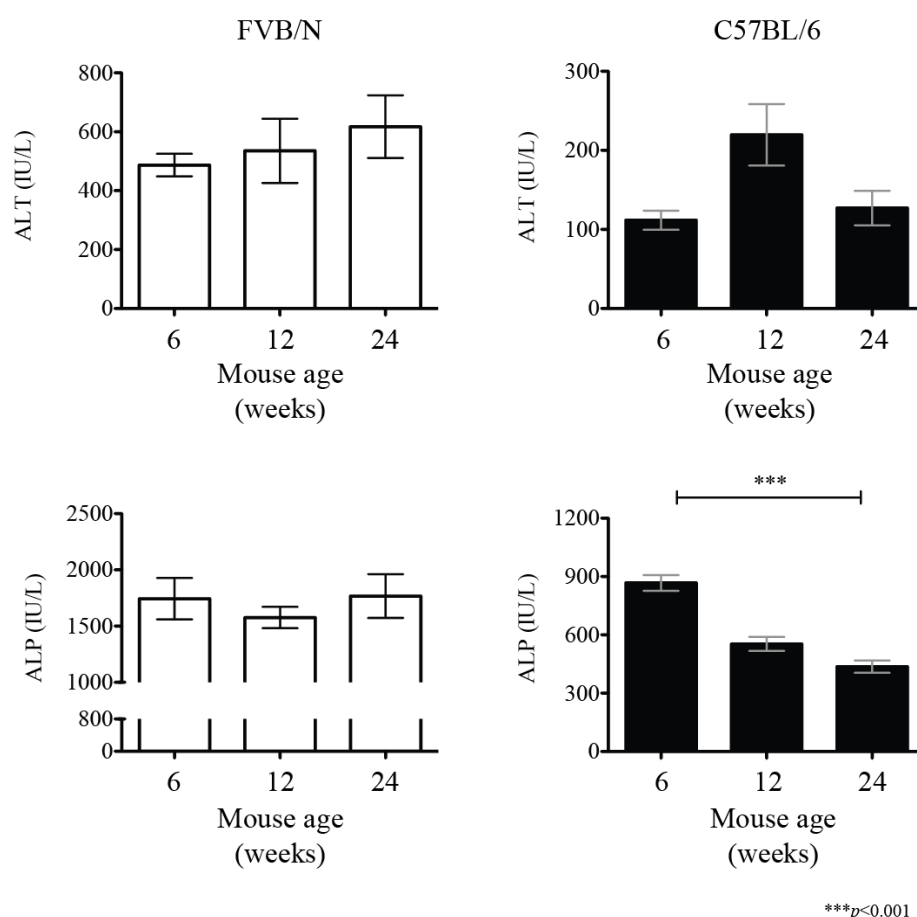 FVB/N
C57BL/6
ALT (IU/L)
800
600
400
200
0
6 12 24
Mouse age
(weeks)
ALT (IU/L)
300
200
100
0
6 12 24
Mouse age
(weeks)
ALP (IU/L)
2500
2000
1500
1000
800
0
6 12 24
Mouse age
(weeks)
***
ALP (IU/L)
1200
900
600
300
0
6 12 24
Mouse age
(weeks)
***p<0.001